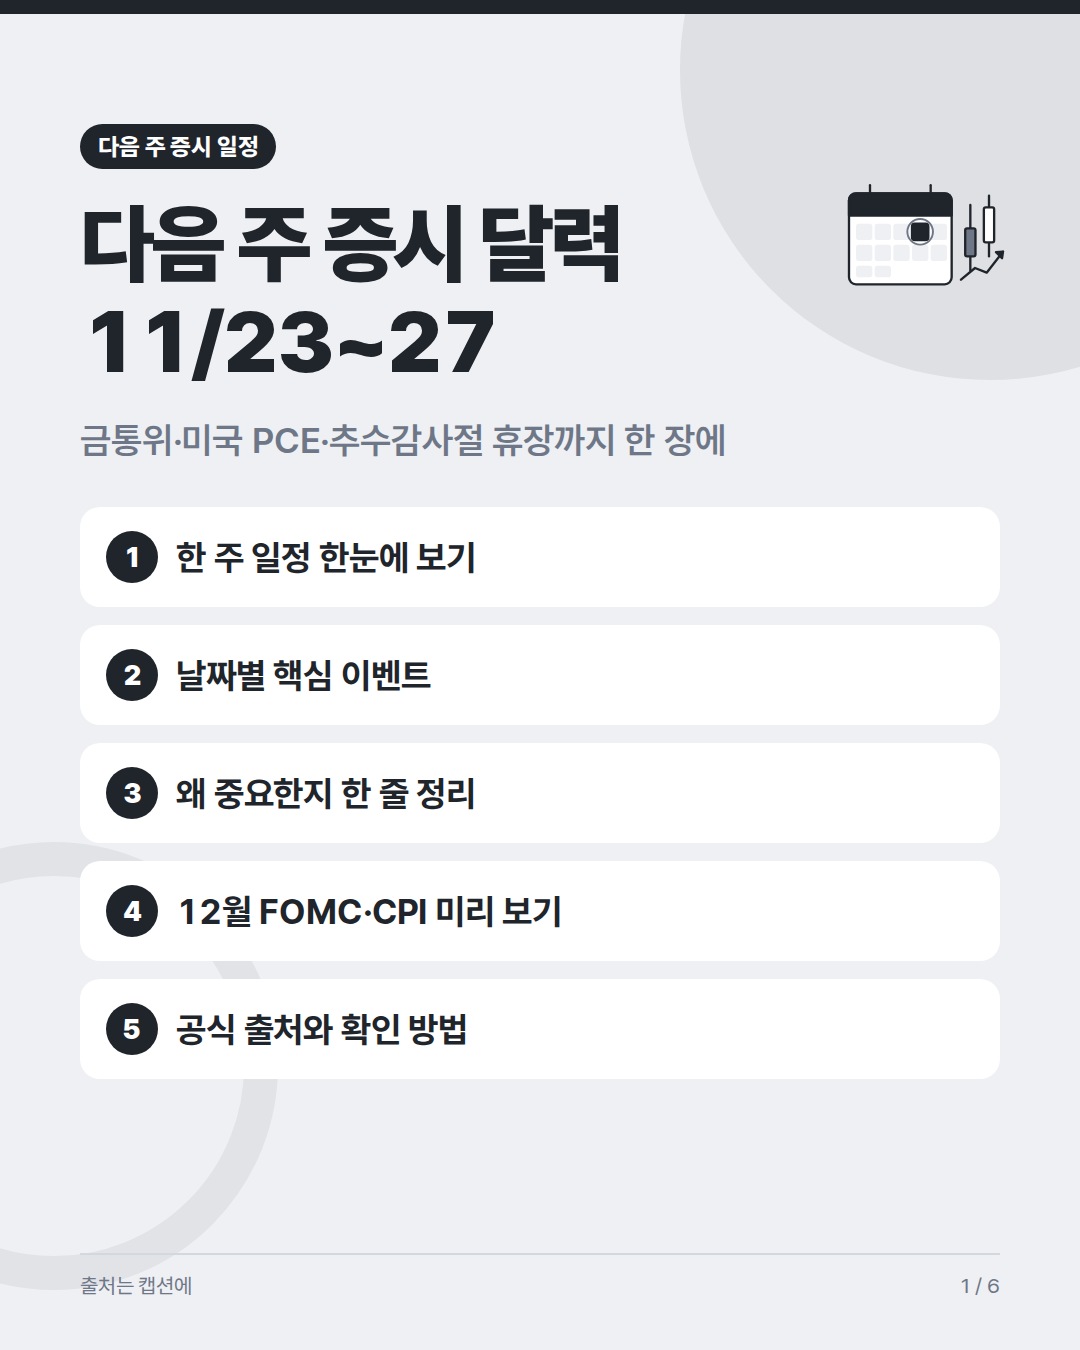 다음 주 증시 일정
다음 주 증시 달력
11/23~27
금통위·미국 PCE·추수감사절 휴장까지 한 장에
1 한 주 일정 한눈에 보기
2 날짜별 핵심 이벤트
3 왜 중요한지 한 줄 정리
4 12월 FOMC·CPI 미리 보기
5 공식 출처와 확인 방법
출처는 캡션에
1 / 6